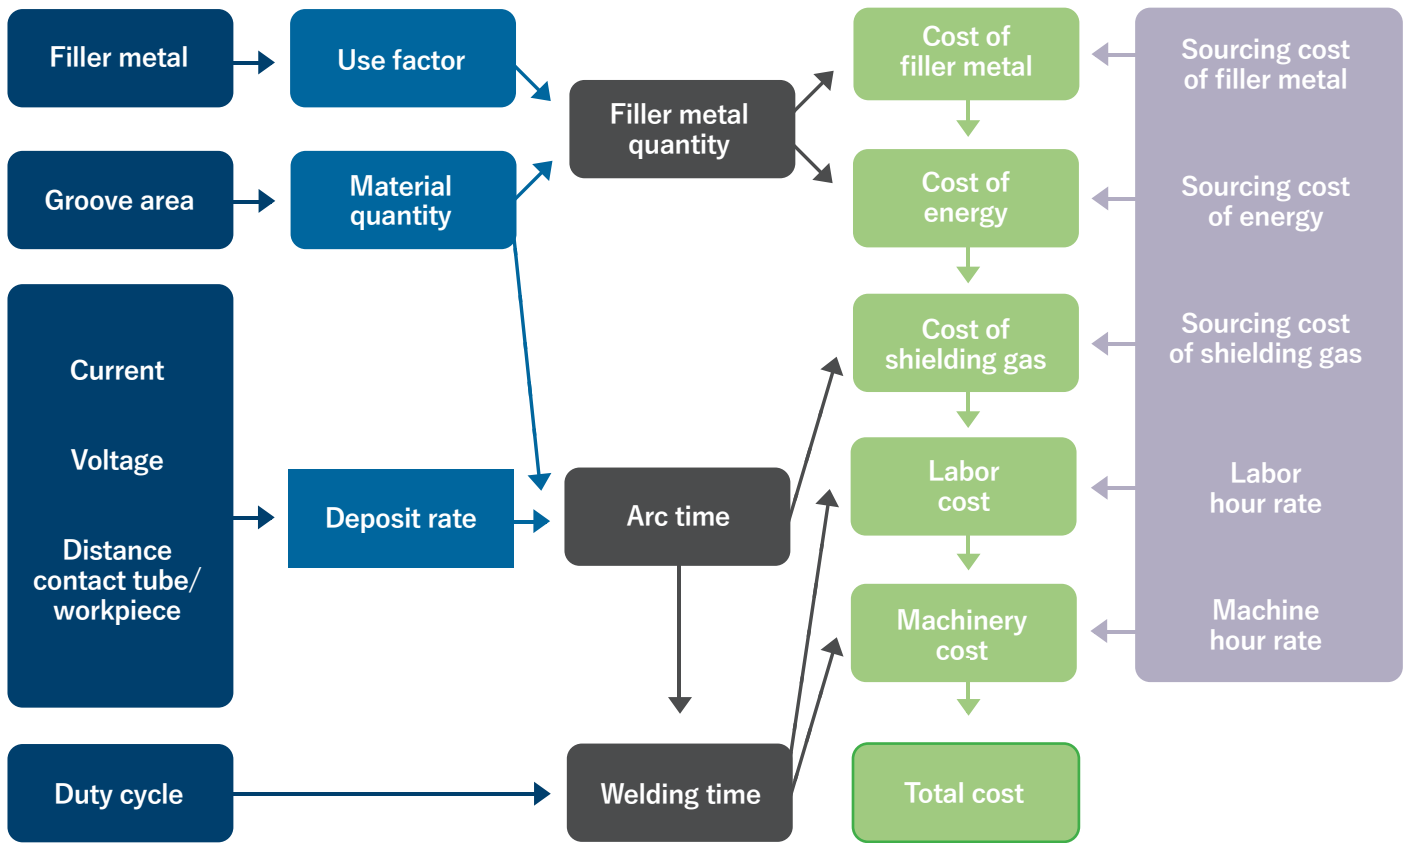 Filler metal
Use factor
Filler metal
quantity
Cost of
filler metal
Sourcing cost
of filler metal
Groove area
Material
quantity
Cost of
energy
Sourcing cost
of energy
Current
Voltage
Distance
contact tube/
workpiece
Deposit rate
Arc time
Cost of
shielding gas
Sourcing cost
of shielding gas
Labor
cost
Labor
hour rate
Machinery
cost
Machine
hour rate
Duty cycle
Welding time
Total cost